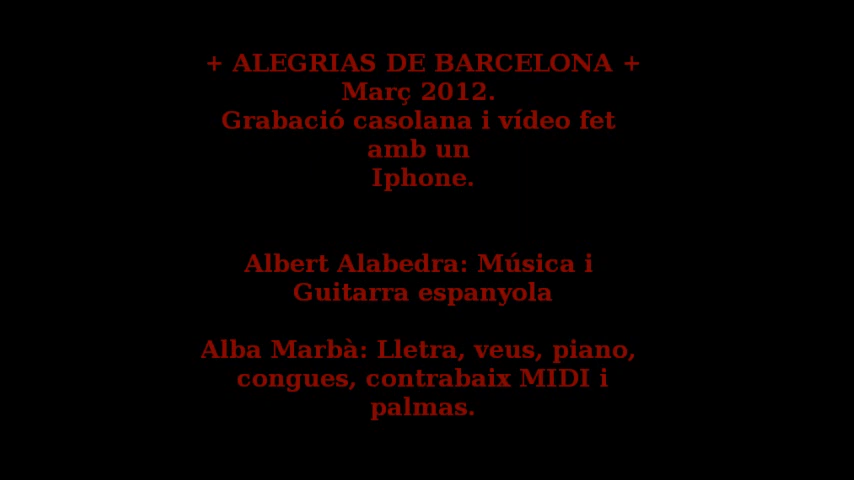 + ALEGRIAS DE BARCELONA +
Març 2012.
Grabació casolana i vídeo fet
amb un
Iphone.
Albert Alabedra: Música i
Guitarra espanyola
Alba Marbà: Lletra, veus, piano,
congues, contrabaix MIDI i
palmas.